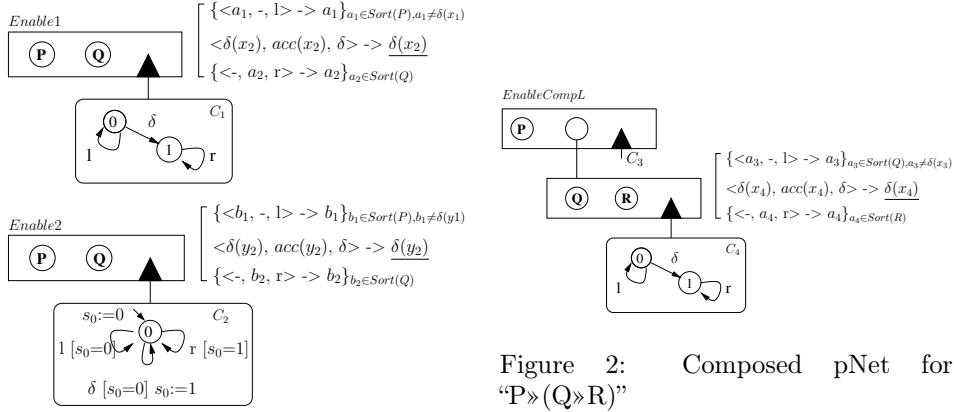 Enable1
P Q
{<a₁, -, l> -> a₁}a₁∈Sort(P),a₁≠δ(x₁)
<δ(x₂), acc(x₂), δ> -> δ(x₂)
{<-, a₂, r> -> a₂}a₂∈Sort(Q)
C₁
0 δ
l 1 r
Enable2
P Q
{<b₁, -, l> -> b₁}b₁∈Sort(P),b₁≠δ(y1)
<δ(y₂), acc(y₂), δ> -> δ(y₂)
{<-, b₂, r> -> b₂}b₂∈Sort(Q)
s₀:=0 C₂
0
l [s₀=0] r [s₀=1]
δ [s₀=0] s₀:=1
EnableCompL
P
C₃
Q R
{<a₃, -, l> -> a₃}a₃∈Sort(Q),a₃≠δ(x₃)
<δ(x₄), acc(x₄), δ> -> δ(x₄)
{<-, a₄, r> -> a₄}a₄∈Sort(R)
C₄
0 δ
l 1 r
Figure 2: Composed pNet for
“P»(Q»R)”